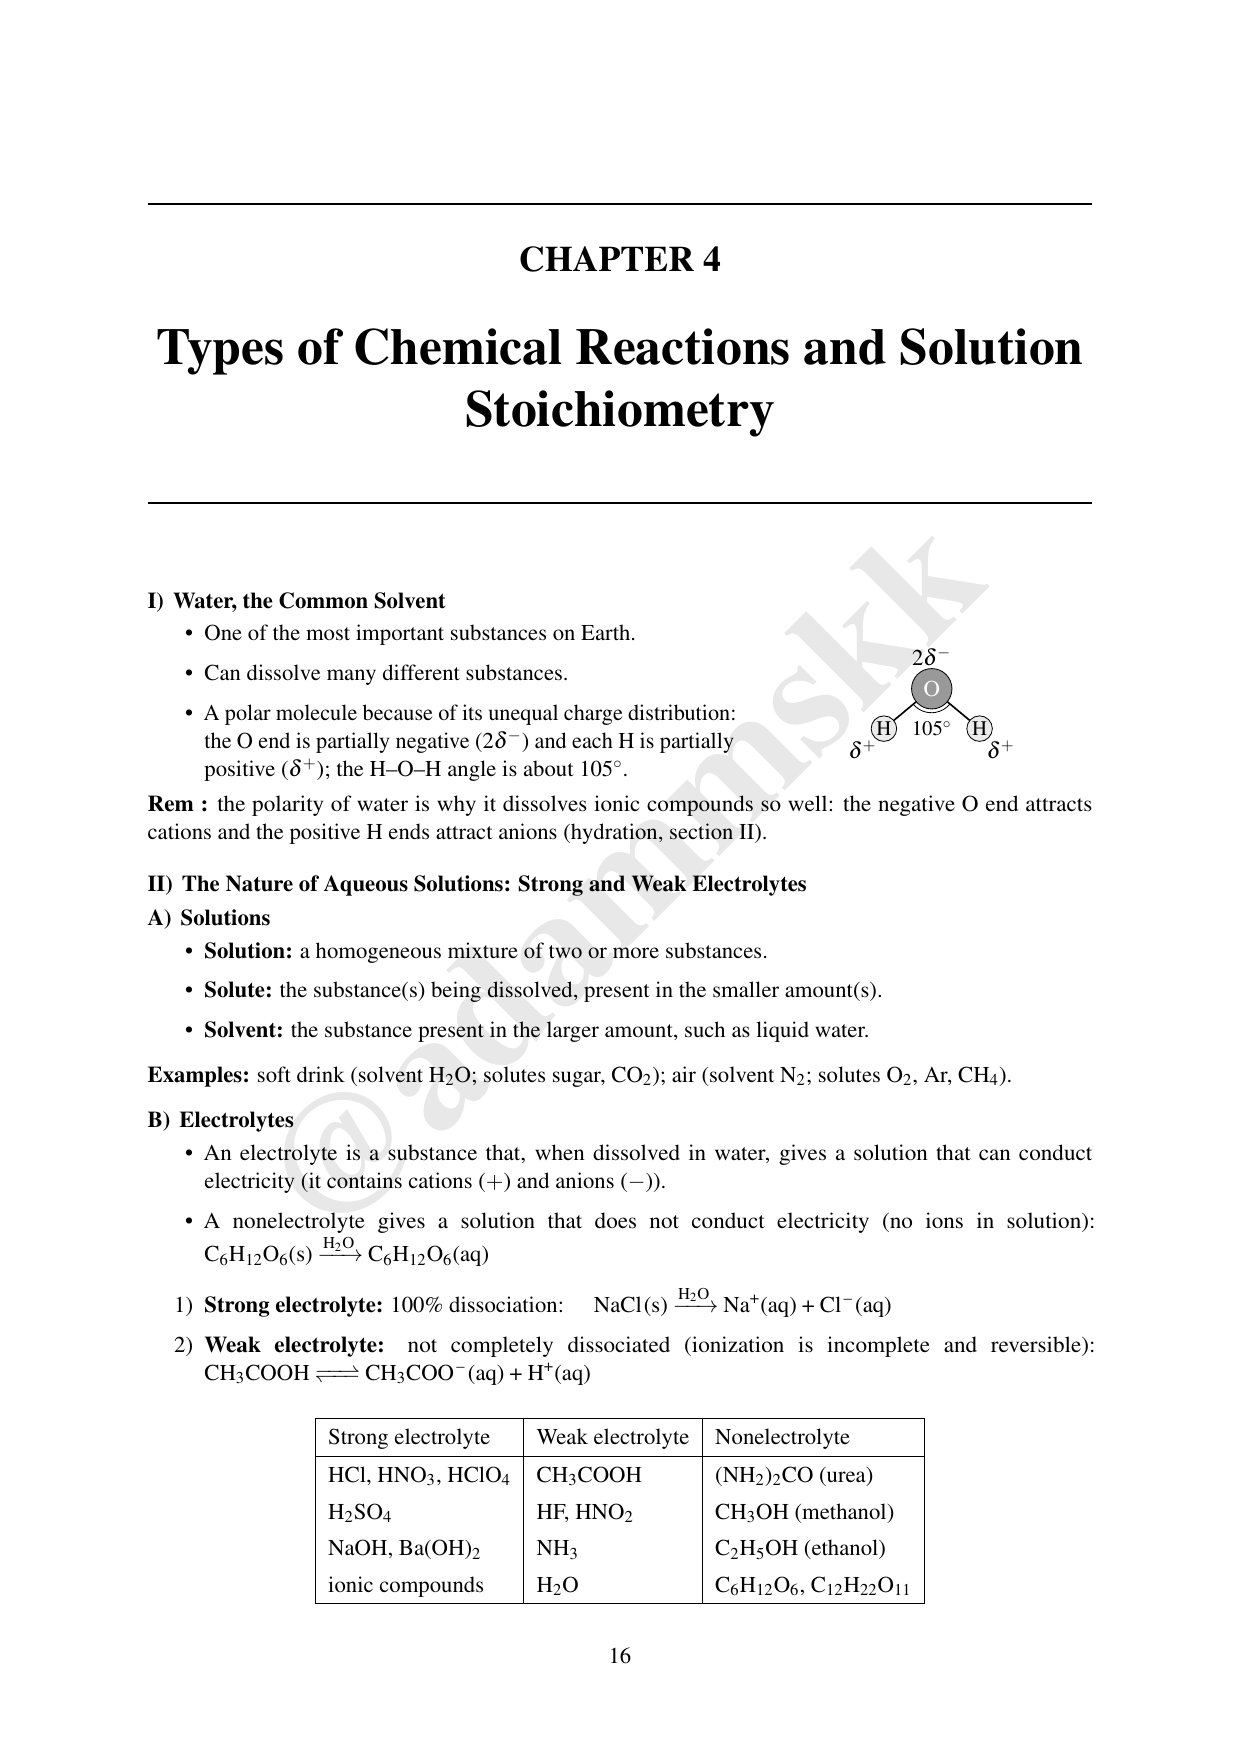 CHAPTER 4
Types of Chemical Reactions and Solution
Stoichiometry
I) Water, the Common Solvent
• One of the most important substances on Earth.
• Can dissolve many different substances.
• A polar molecule because of its unequal charge distribution:
the O end is partially negative (2δ⁻) and each H is partially
positive (δ⁺); the H–O–H angle is about 105°.
2δ⁻
O
H 105° H
δ⁺ δ⁺
Rem : the polarity of water is why it dissolves ionic compounds so well: the negative O end attracts
cations and the positive H ends attract anions (hydration, section II).
II) The Nature of Aqueous Solutions: Strong and Weak Electrolytes
A) Solutions
• Solution: a homogeneous mixture of two or more substances.
• Solute: the substance(s) being dissolved, present in the smaller amount(s).
• Solvent: the substance present in the larger amount, such as liquid water.
Examples: soft drink (solvent H₂O; solutes sugar, CO₂); air (solvent N₂; solutes O₂, Ar, CH₄).
B) Electrolytes
• An electrolyte is a substance that, when dissolved in water, gives a solution that can conduct
electricity (it contains cations (+) and anions (−)).
• A nonelectrolyte gives a solution that does not conduct electricity (no ions in solution):
C₆H₁₂O₆(s) —H₂O→ C₆H₁₂O₆(aq)
1) Strong electrolyte: 100% dissociation: NaCl(s) —H₂O→ Na⁺(aq) + Cl⁻(aq)
2) Weak electrolyte: not completely dissociated (ionization is incomplete and reversible):
CH₃COOH ⇌ CH₃COO⁻(aq) + H⁺(aq)
Strong electrolyte Weak electrolyte Nonelectrolyte
HCl, HNO₃, HClO₄ CH₃COOH (NH₂)₂CO (urea)
H₂SO₄ HF, HNO₂ CH₃OH (methanol)
NaOH, Ba(OH)₂ NH₃ C₂H₅OH (ethanol)
ionic compounds H₂O C₆H₁₂O₆, C₁₂H₂₂O₁₁
16
@adammskk